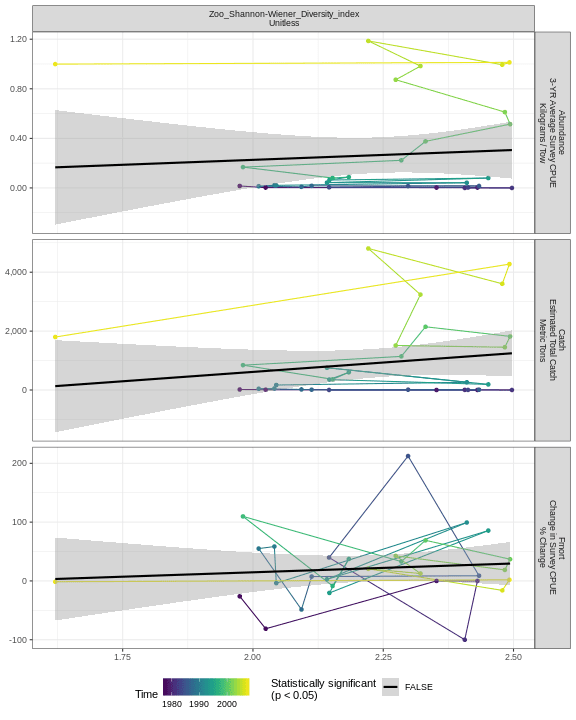 Zoo_Shannon-Wiener_Diversity_index
Unitless
1.20
0.80
0.40
0.00
Abundance
3-YR Average Survey CPUE
Kilograms / Tow
4,000
2,000
0
Catch
Estimated Total Catch
Metric Tons
200
100
0
-100
Fmort
Change in Survey CPUE
% Change
1.75
2.00
2.25
2.50
Time
1980 1990 2000
Statistically significant
(p < 0.05)
FALSE